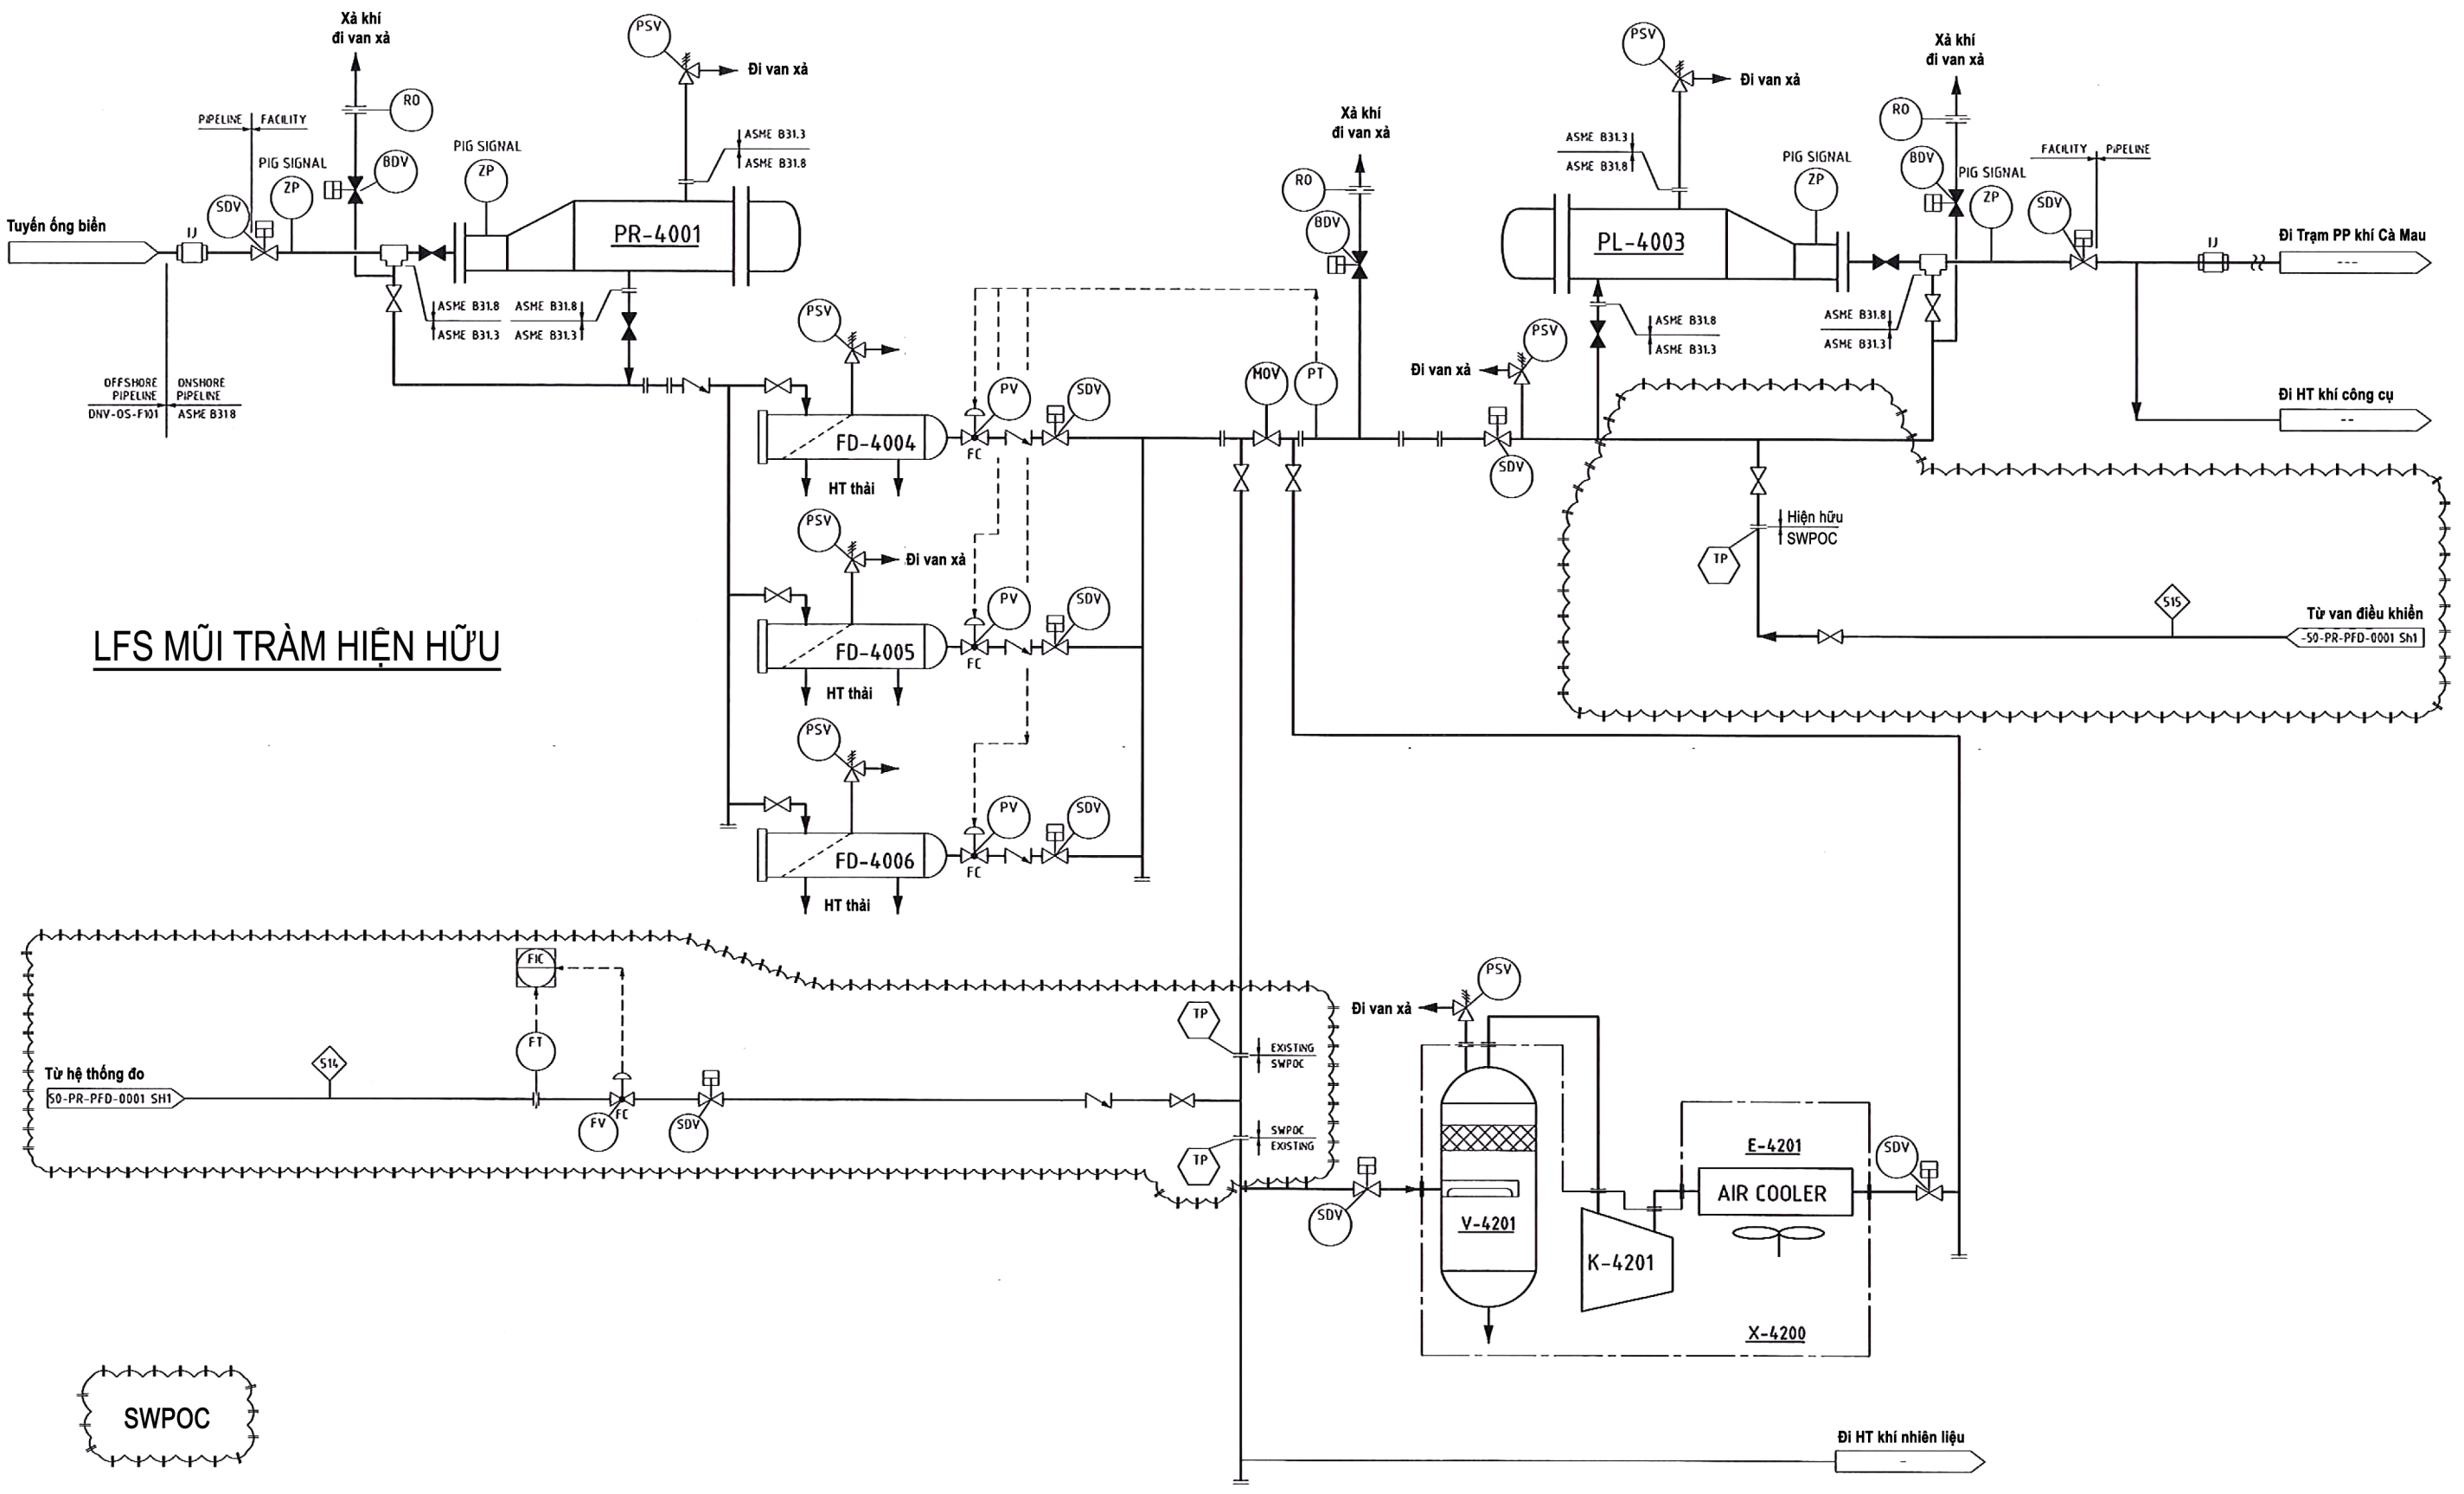 Xả khí
đi van xả
PSV
Đi van xả
RO
PIPELINE
FACILITY
PIG SIGNAL
ZP
BDV
PIG SIGNAL
ZP
SDV
ASME B31.3
ASME B31.8
Tuyến ống biển
IJ
PR-4001
ASME B31.8
ASME B31.3
ASME B31.8
ASME B31.3
OFFSHORE
PIPELINE
DNV-OS-F101
ONSHORE
PIPELINE
ASME B31 8
PSV
FD-4004
HT thải
PV
FC
SDV
PSV
Đi van xả
FD-4005
HT thải
PV
FC
SDV
PSV
FD-4006
HT thải
PV
FC
SDV
LFS MŨI TRÀM HIỆN HỮU
MOV
PT
Xả khí
đi van xả
RO
BDV
Đi van xả
PSV
SDV
PSV
Đi van xả
ASME B31.3
ASME B31.8
PL-4003
PIG SIGNAL
ZP
ASME B31.8
ASME B31.3
ASME B31.8
ASME B31.3
Xả khí
đi van xả
RO
BDV
PIG SIGNAL
ZP
SDV
FACILITY
PIPELINE
IJ
Đi Trạm PP khí Cà Mau
---
Đi HT khí công cụ
--
Hiện hữu
SWPOC
TP
515
Từ van điều khiển
-50-PR-PFD-0001 Sh1
FIC
FT
514
Từ hệ thống đo
50-PR-PFD-0001 SH1
FV
FC
SDV
TP
EXISTING
SWPOC
SWPOC
EXISTING
TP
Đi van xả
PSV
SDV
V-4201
K-4201
E-4201
AIR COOLER
SDV
X-4200
SWPOC
Đi HT khí nhiên liệu
-